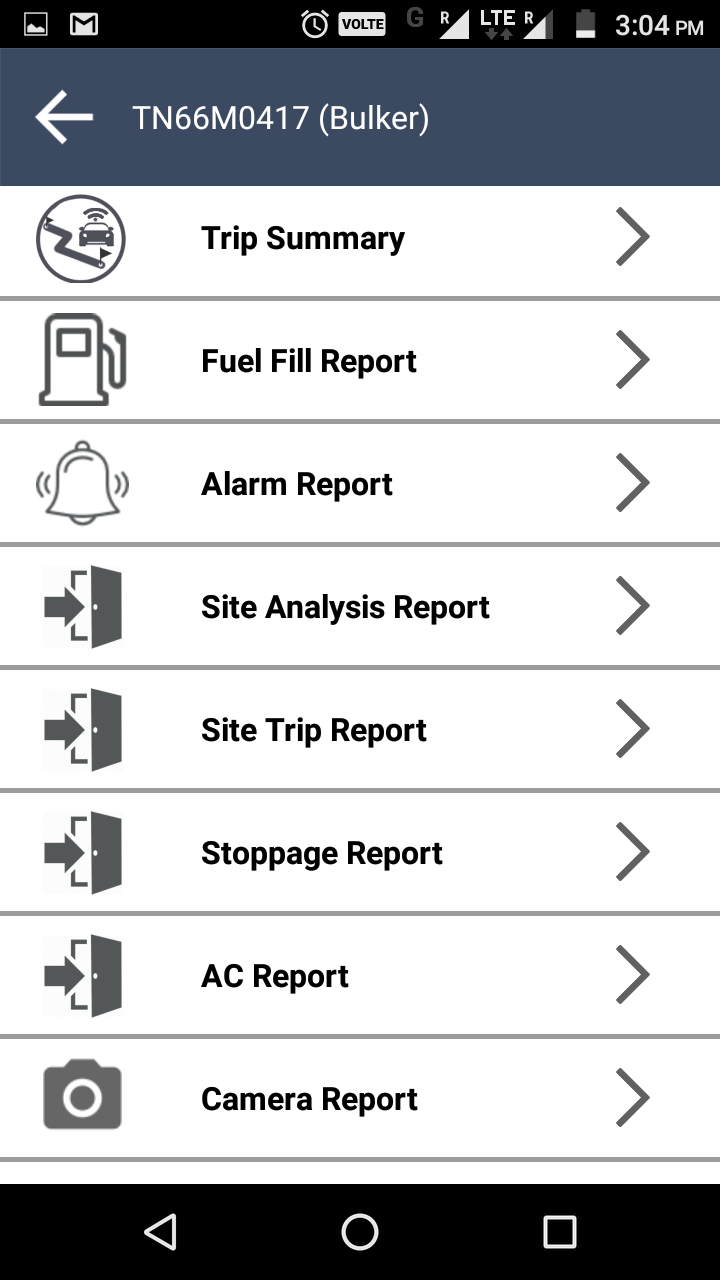 VOLTE G R LTE R 3:04 PM
TN66M0417 (Bulker)
Trip Summary
Fuel Fill Report
Alarm Report
Site Analysis Report
Site Trip Report
Stoppage Report
AC Report
Camera Report